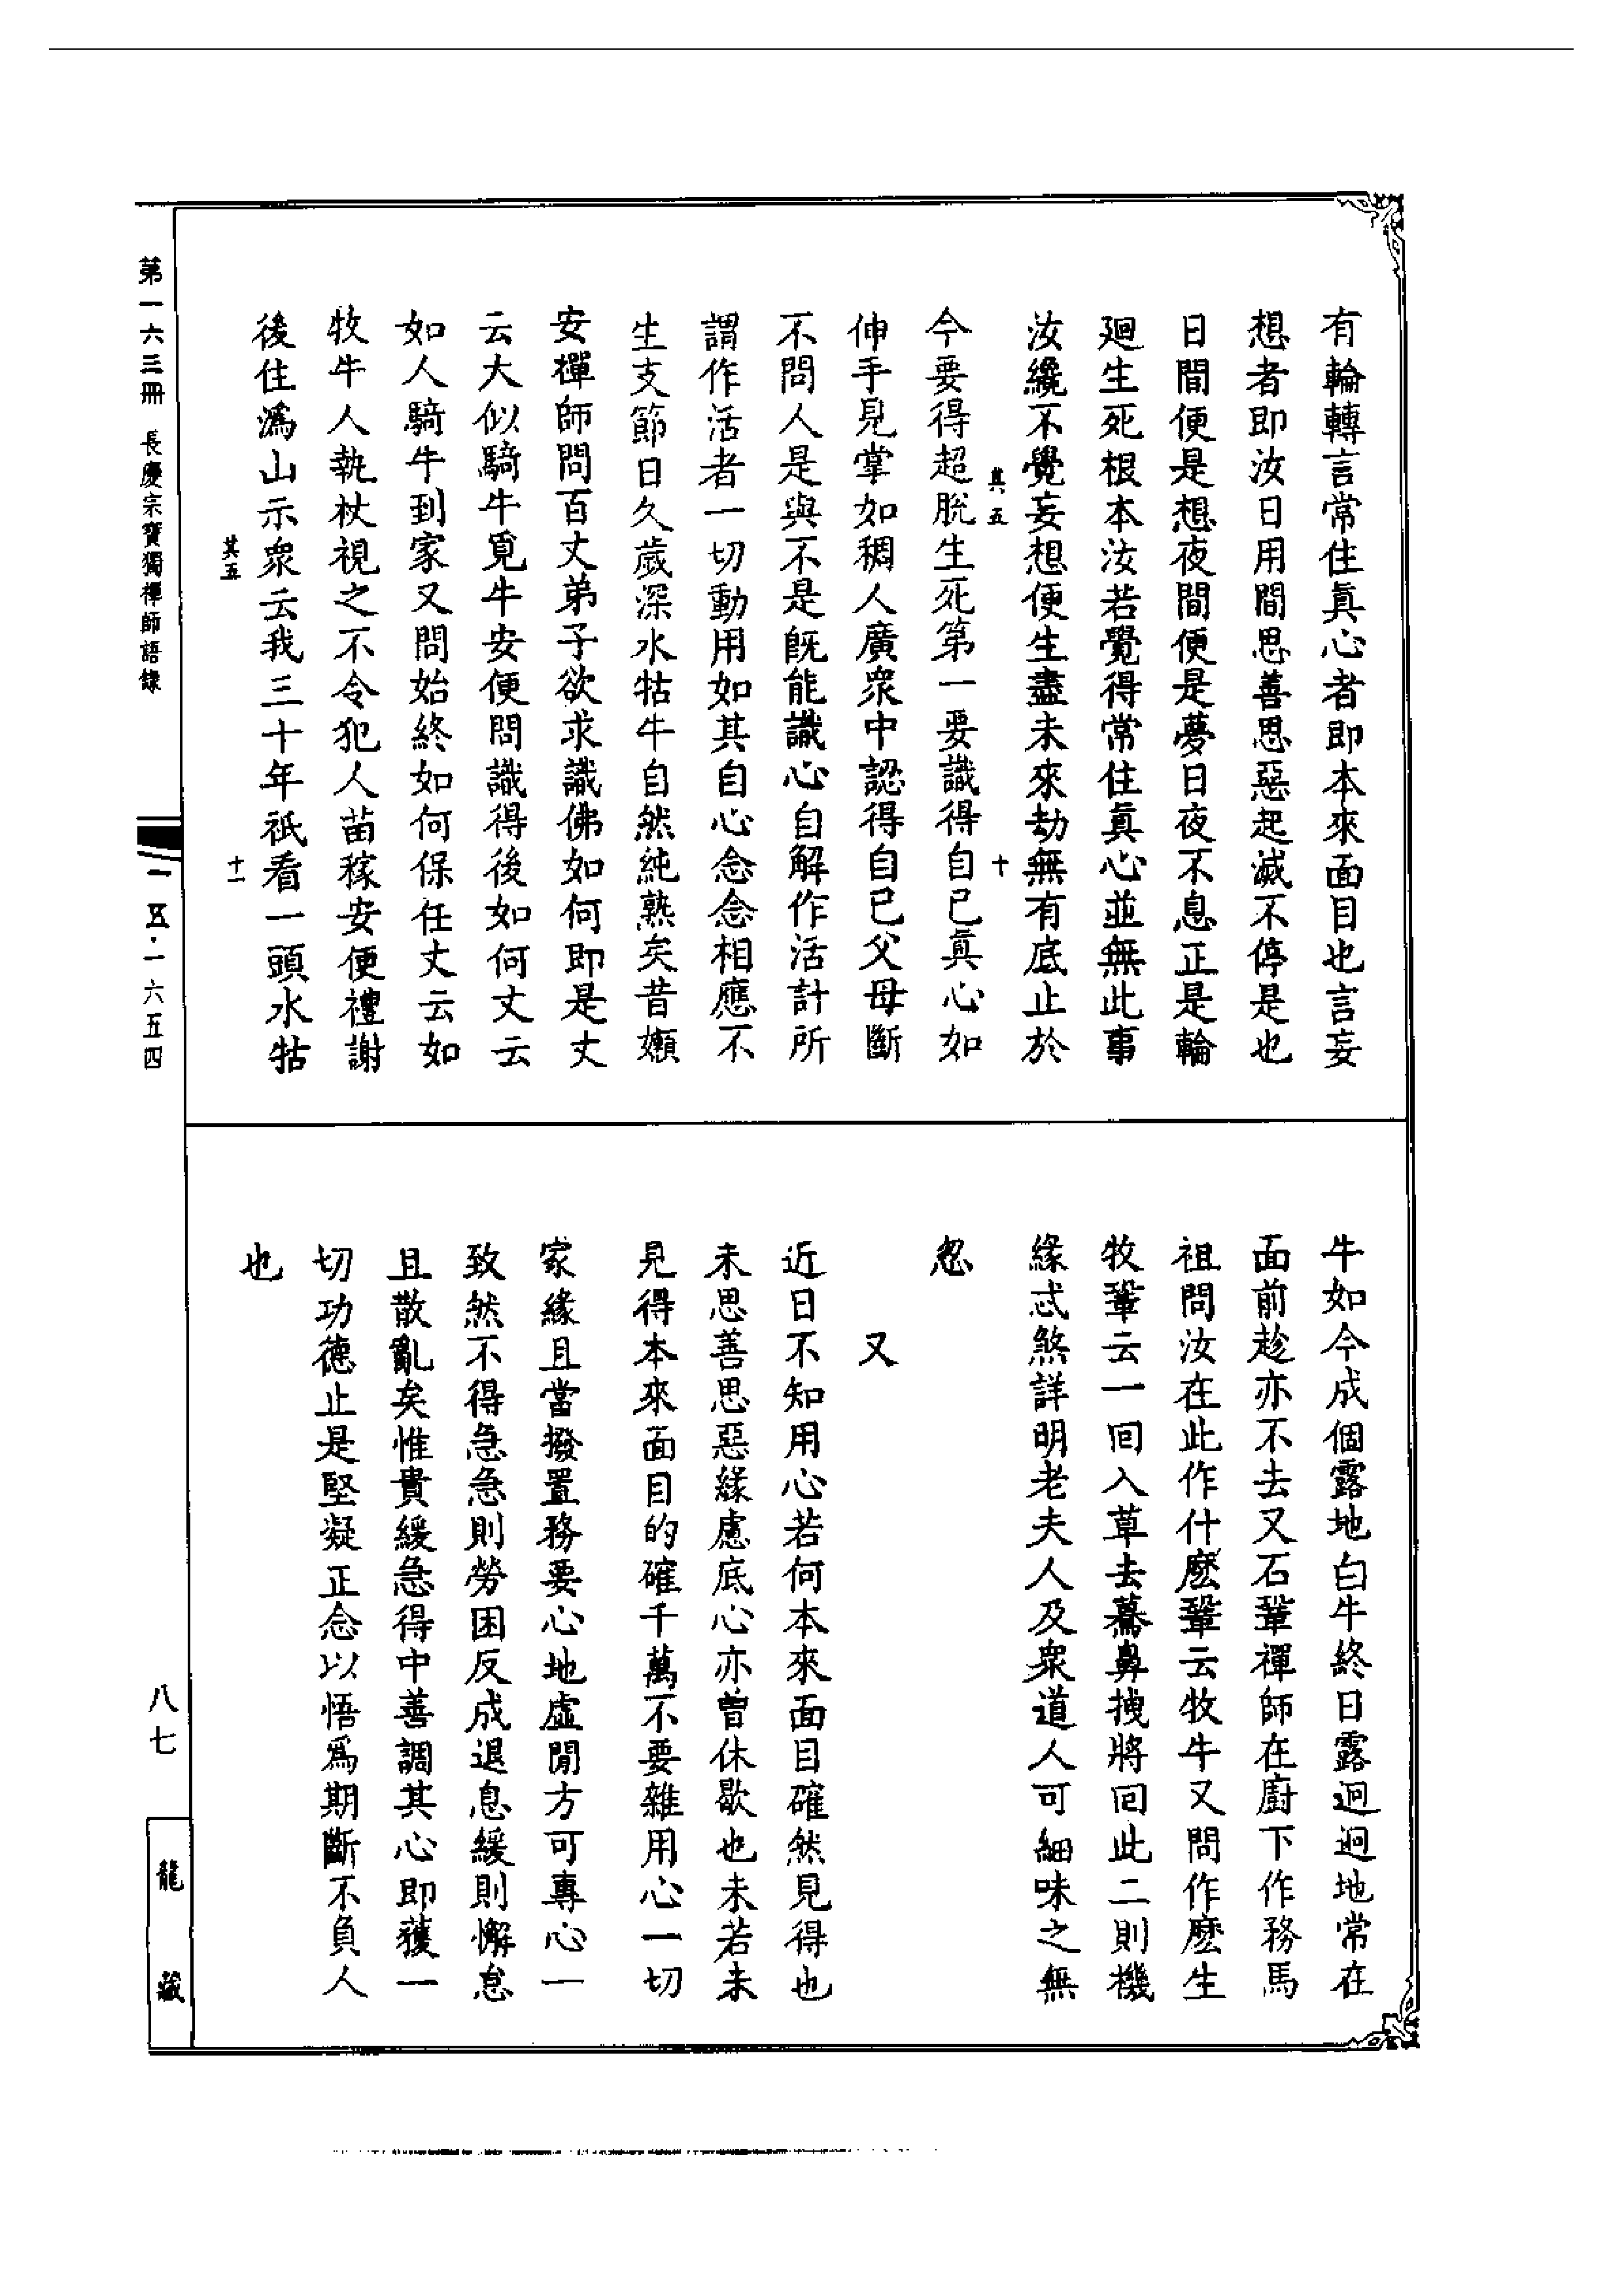 有輪轉言常住眞心者即本來面目也言妄
想者即汝日用間思善思惡起滅不停是也
日間便是想夜間便是夢日夜不息正是輪
廻生死根本汝若覺得常住眞心並無此事
汝纔不覺妄想便生盡未來劫無有底止於
其五 十
今要得超脫生死第一要識得自已眞心如
伸手見掌如稠人廣衆中認得自已父母斷
不問人是與不是旣能識心自解作活計所
謂作活者一切動用如其自心念念相應不
生支節日久歲深水牯牛自然純熟矣昔嬾
安禪師問百丈弟子欲求識佛如何即是丈
云大似騎牛覓牛安便問識得後如何丈云
如人騎牛到家又問始終如何保任丈云如
牧牛人執杖視之不令犯人苗稼安便禮謝
後住潙山示衆云我三十年祇看一頭水牯
其五 十一
牛如今成個露地白牛終日露迥迥地常在
面前趁亦不去又石鞏禪師在廚下作務馬
祖問汝在此作什麽鞏云牧牛又問作麽生
牧鞏云一回入草去驀鼻拽將回此二則機
緣忒煞詳明老夫人及衆道人可細味之無
忽
又
近日不知用心若何本來面目確然見得也
未思善思惡緣慮底心亦曾休歇也未若未
見得本來面目的確千萬不要雜用心一切
家緣且當撥置務要心地虛閒方可專心一
致然不得急急則勞困反成退息緩則懈怠
且散亂矣惟貴緩急得中善調其心即獲一
切功德止是堅凝正念以悟爲期斷不負人
也
第一六三冊 長慶宗寶獨禪師語錄
一五·一六五四
八七
龍藏